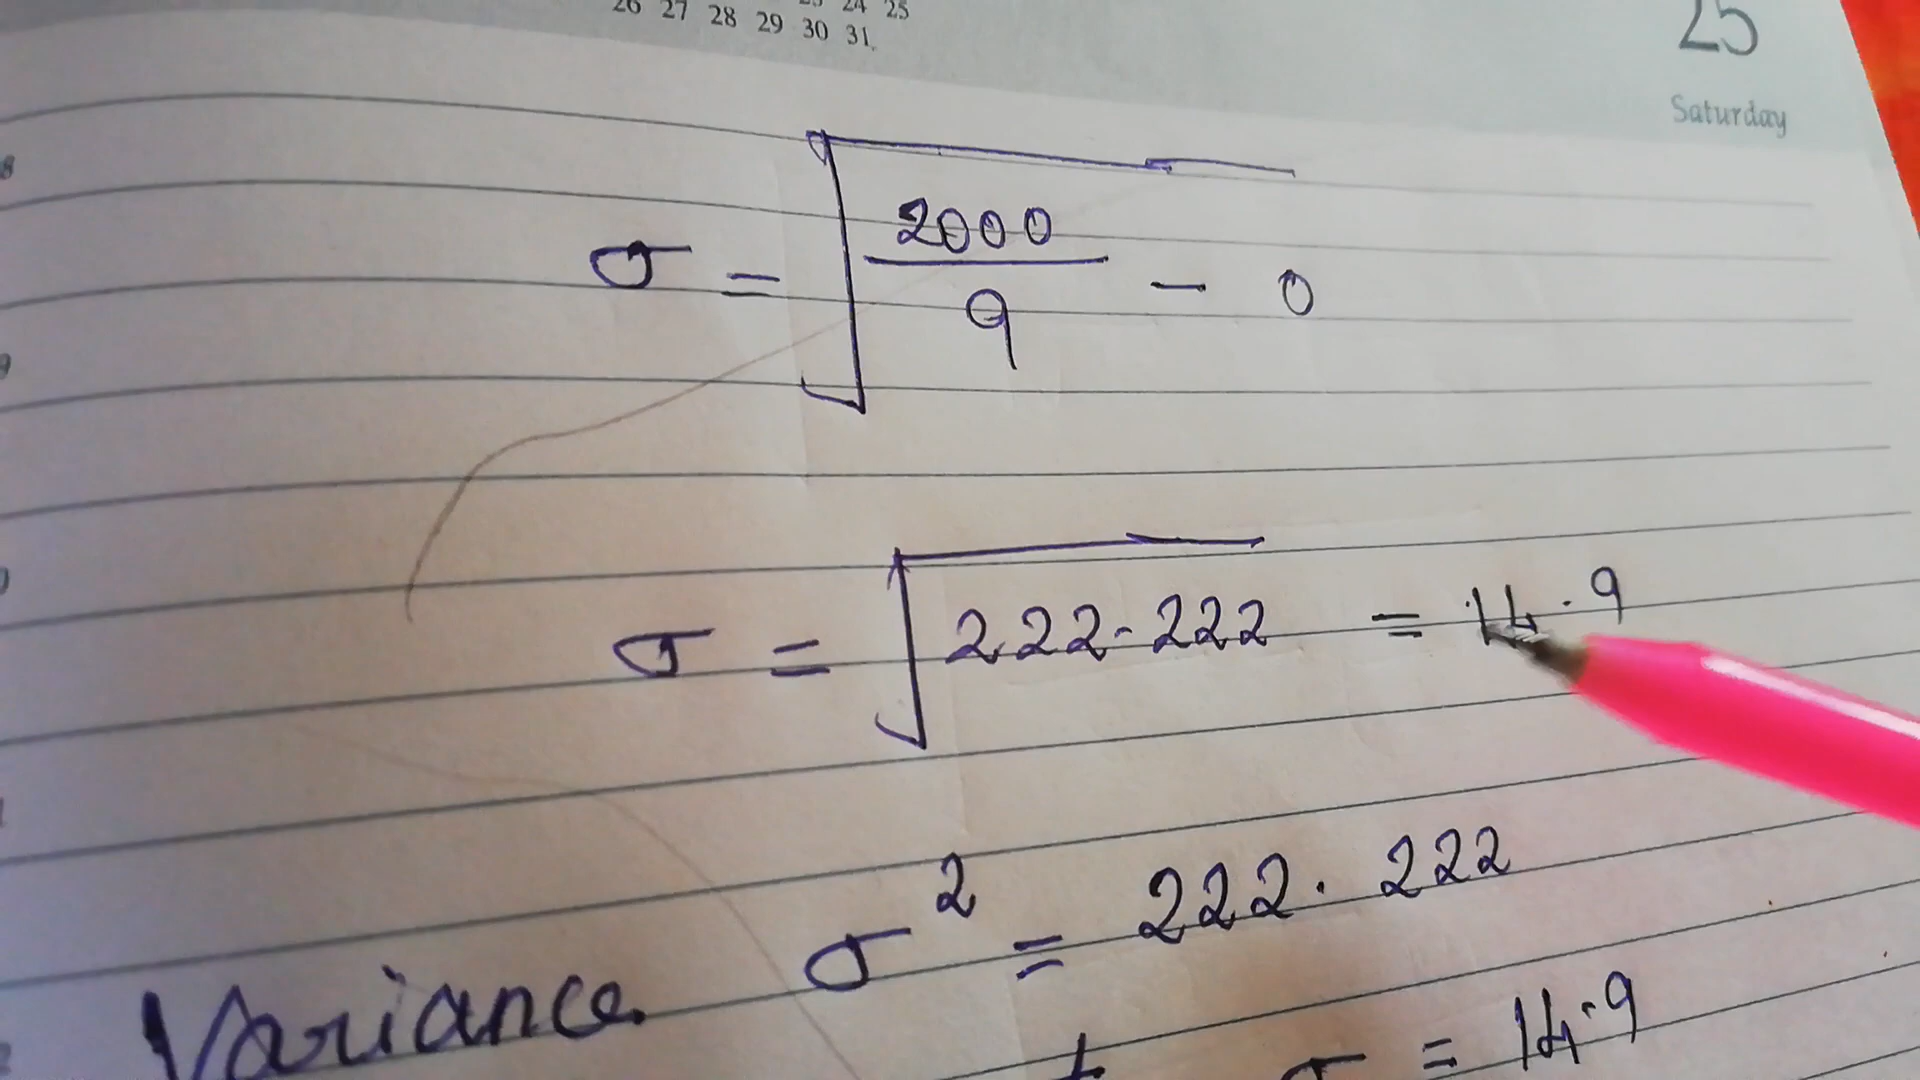 23 24 25
26 27 28 29 30 31
25
Saturday
σ = √ 2000/9 - 0
σ = √ 222.222 = 14.9
Variance σ² = 222.222
σ = 14.9